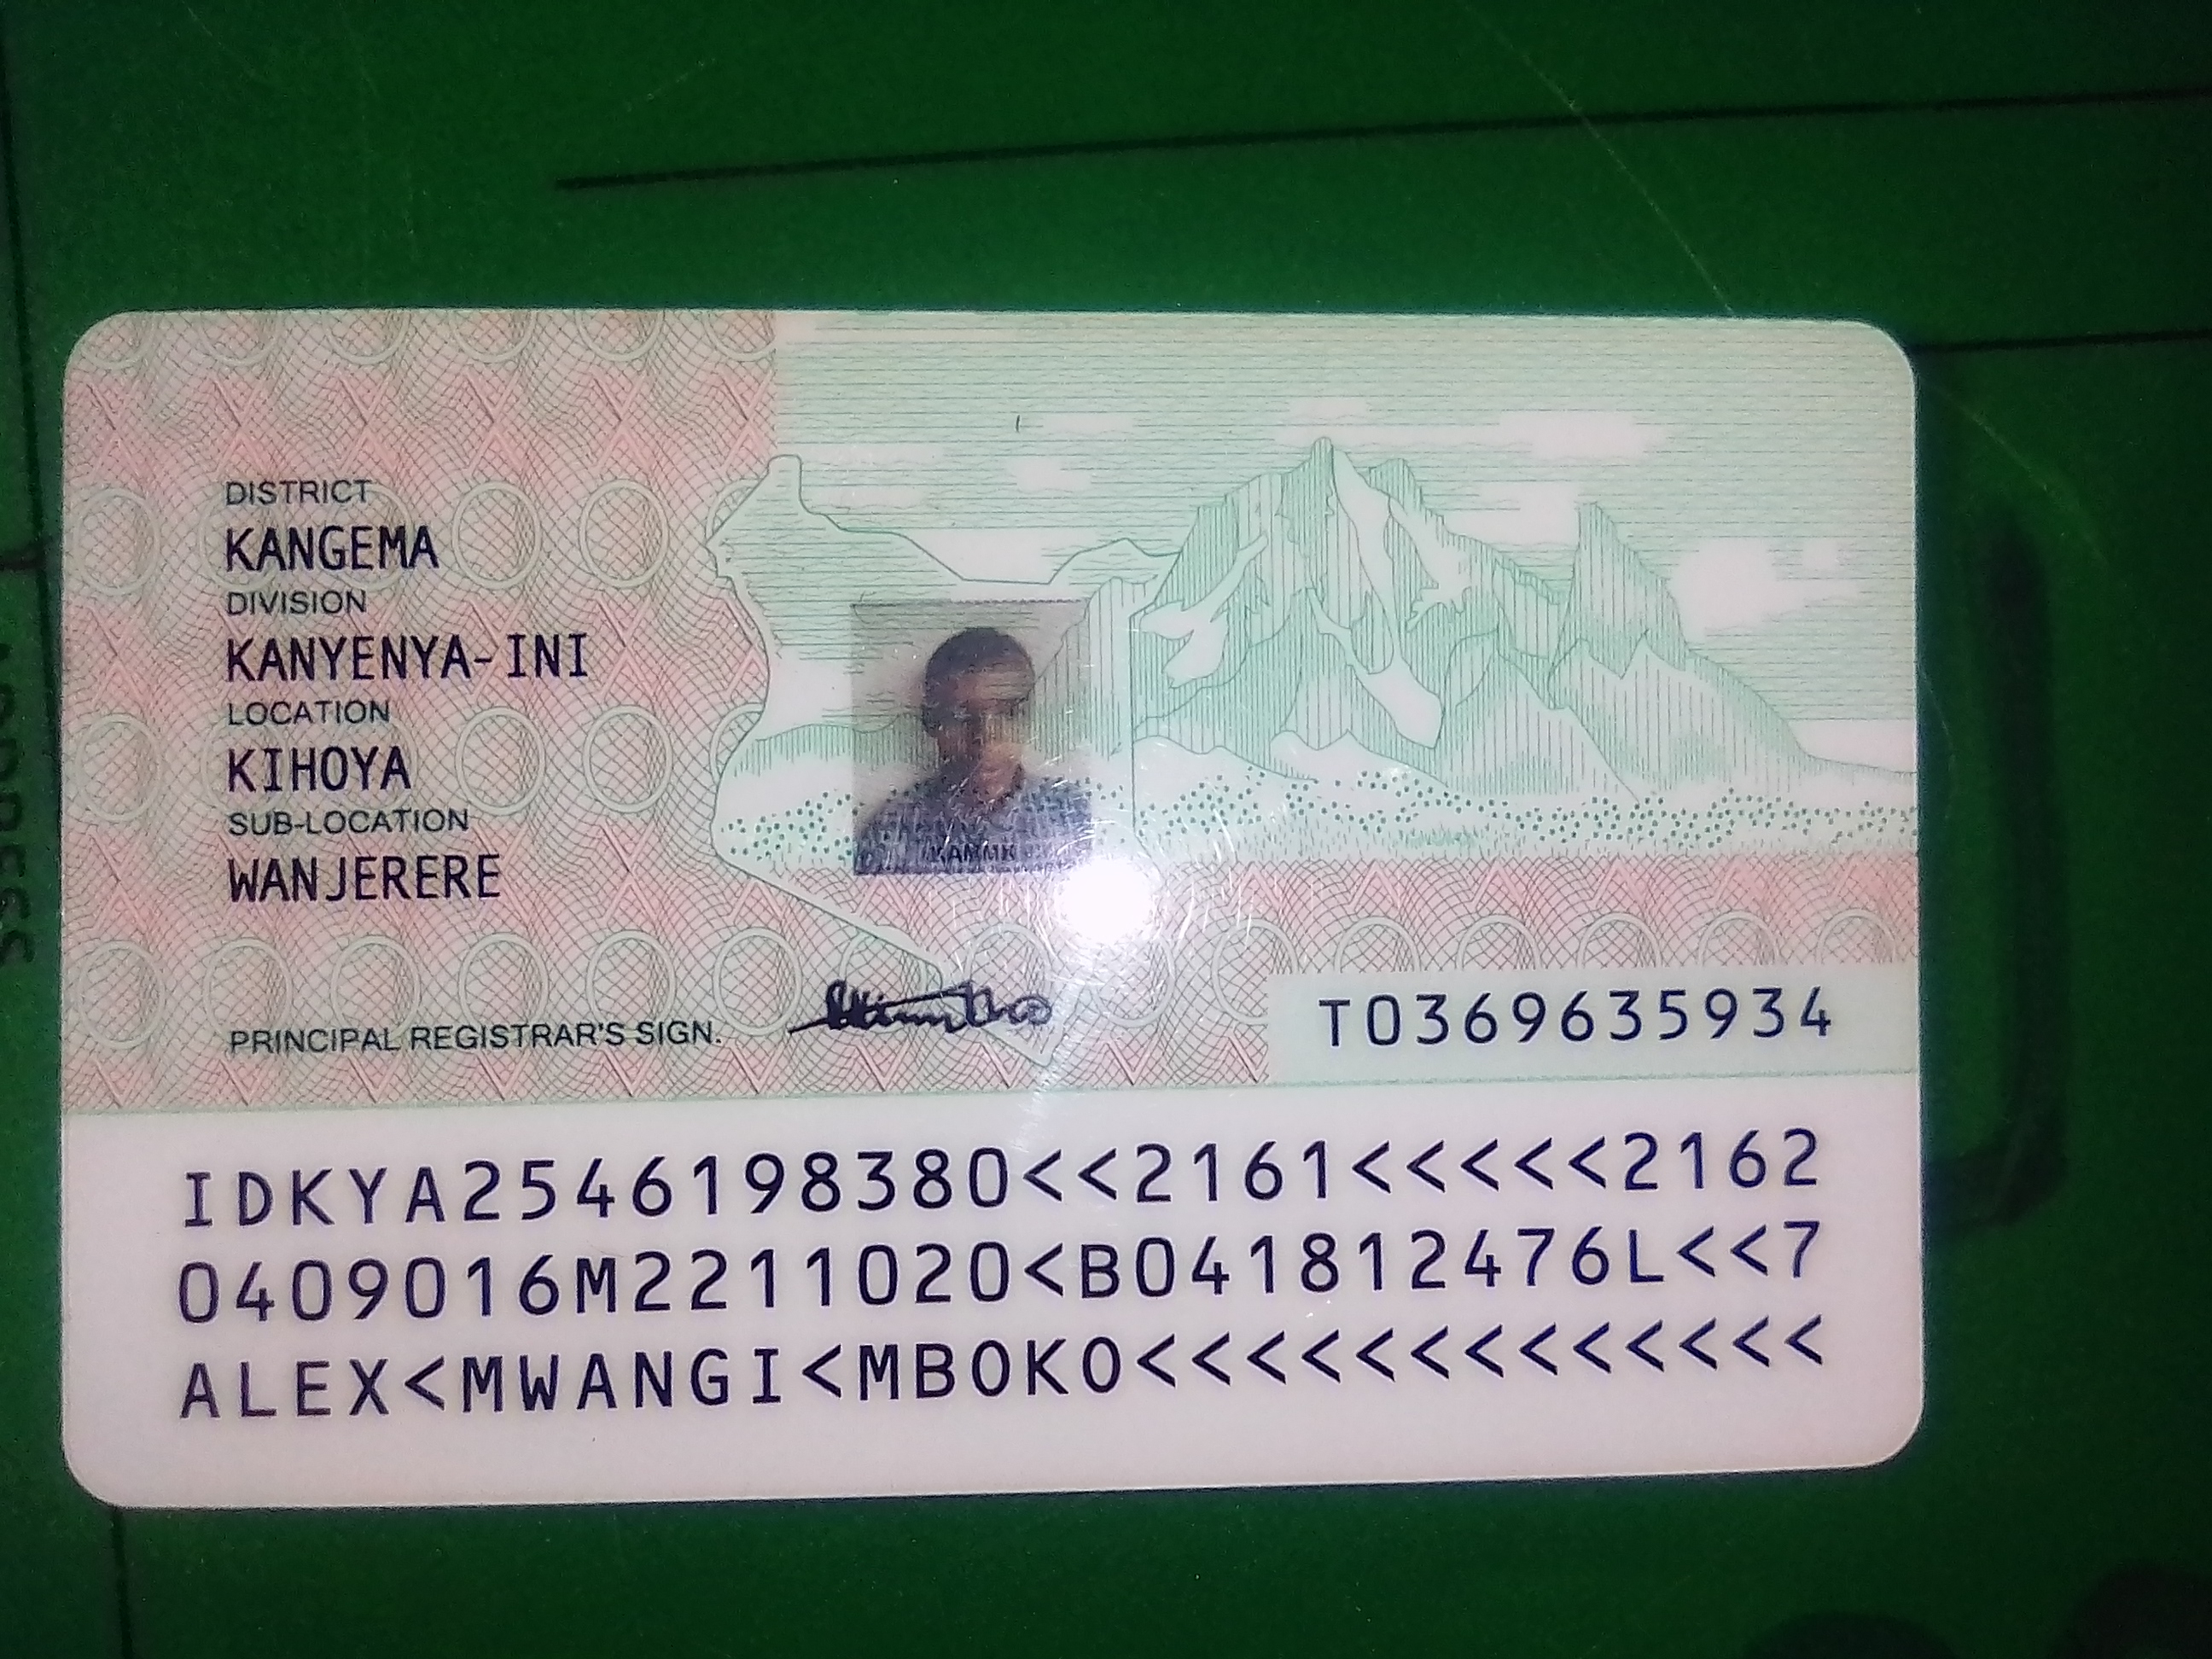 DISTRICT
KANGEMA
DIVISION
KANYENYA-INI
LOCATION
KIHOYA
SUB-LOCATION
WANJERERE
PRINCIPAL REGISTRAR'S SIGN.
T0369635934
IDKYA2546198380<<2161<<<<<2162
0409016M2211020<B041812476L<<7
ALEX<MWANGI<MBOKO<<<<<<<<<<<<<